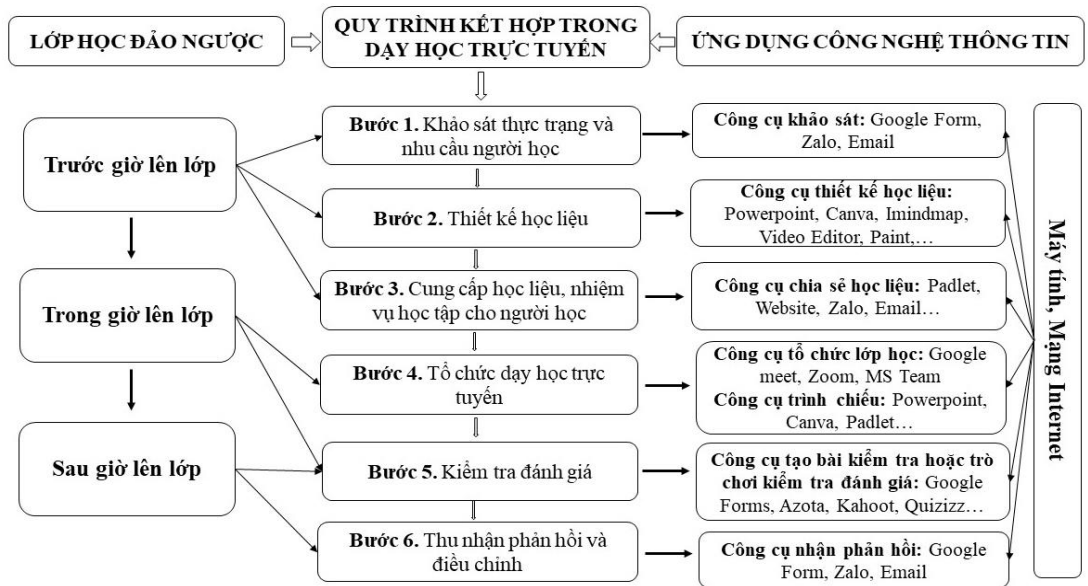 LỚP HỌC ĐẢO NGƯỢC
QUY TRÌNH KẾT HỢP TRONG
DẠY HỌC TRỰC TUYẾN
ỨNG DỤNG CÔNG NGHỆ THÔNG TIN
Trước giờ lên lớp
Trong giờ lên lớp
Sau giờ lên lớp
Bước 1. Khảo sát thực trạng và
nhu cầu người học
Bước 2. Thiết kế học liệu
Bước 3. Cung cấp học liệu, nhiệm
vụ học tập cho người học
Bước 4. Tổ chức dạy học trực
tuyến
Bước 5. Kiểm tra đánh giá
Bước 6. Thu nhận phản hồi và
điều chỉnh
Công cụ khảo sát: Google Form,
Zalo, Email
Công cụ thiết kế học liệu:
Powerpoint, Canva, Imindmap,
Video Editor, Paint,…
Công cụ chia sẻ học liệu: Padlet,
Website, Zalo, Email…
Công cụ tổ chức lớp học: Google
meet, Zoom, MS Team
Công cụ trình chiếu: Powerpoint,
Canva, Padlet…
Công cụ tạo bài kiểm tra hoặc trò
chơi kiểm tra đánh giá: Google
Forms, Azota, Kahoot, Quizizz…
Công cụ nhận phản hồi: Google
Form, Zalo, Email
Máy tính, Mạng Internet